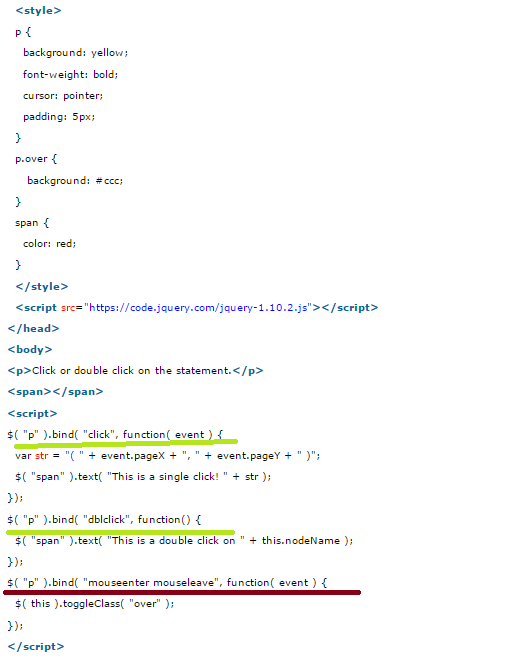 <style>
p {
background: yellow;
font-weight: bold;
cursor: pointer;
padding: 5px;
}
p.over {
background: #ccc;
}
span {
color: red;
}
</style>
<script src="https://code.jquery.com/jquery-1.10.2.js"></script>
</head>
<body>
<p>Click or double click on the statement.</p>
<span></span>
<script>
$( "p" ).bind( "click", function( event ) {
var str = "( " + event.pageX + ", " + event.pageY + " )";
$( "span" ).text( "This is a single click! " + str );
});
$( "p" ).bind( "dblclick", function() {
$( "span" ).text( "This is a double click on " + this.nodeName );
});
$( "p" ).bind( "mouseenter mouseleave", function( event ) {
$( this ).toggleClass( "over" );
});
</script>